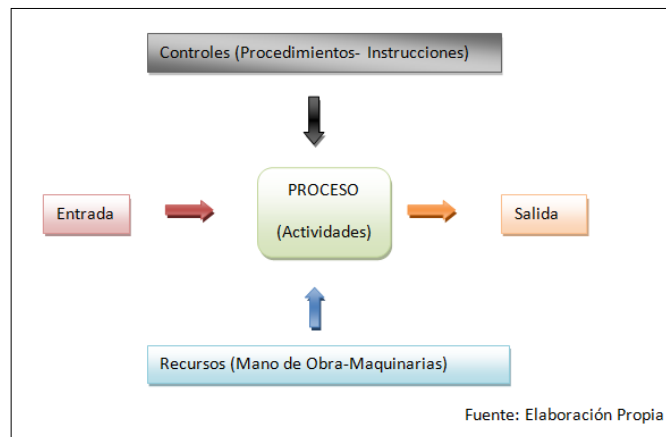 Controles (Procedimientos- Instrucciones)
PROCESO
(Actividades)
Entrada
Salida
Recursos (Mano de Obra-Maquinarias)
Fuente: Elaboración Propia